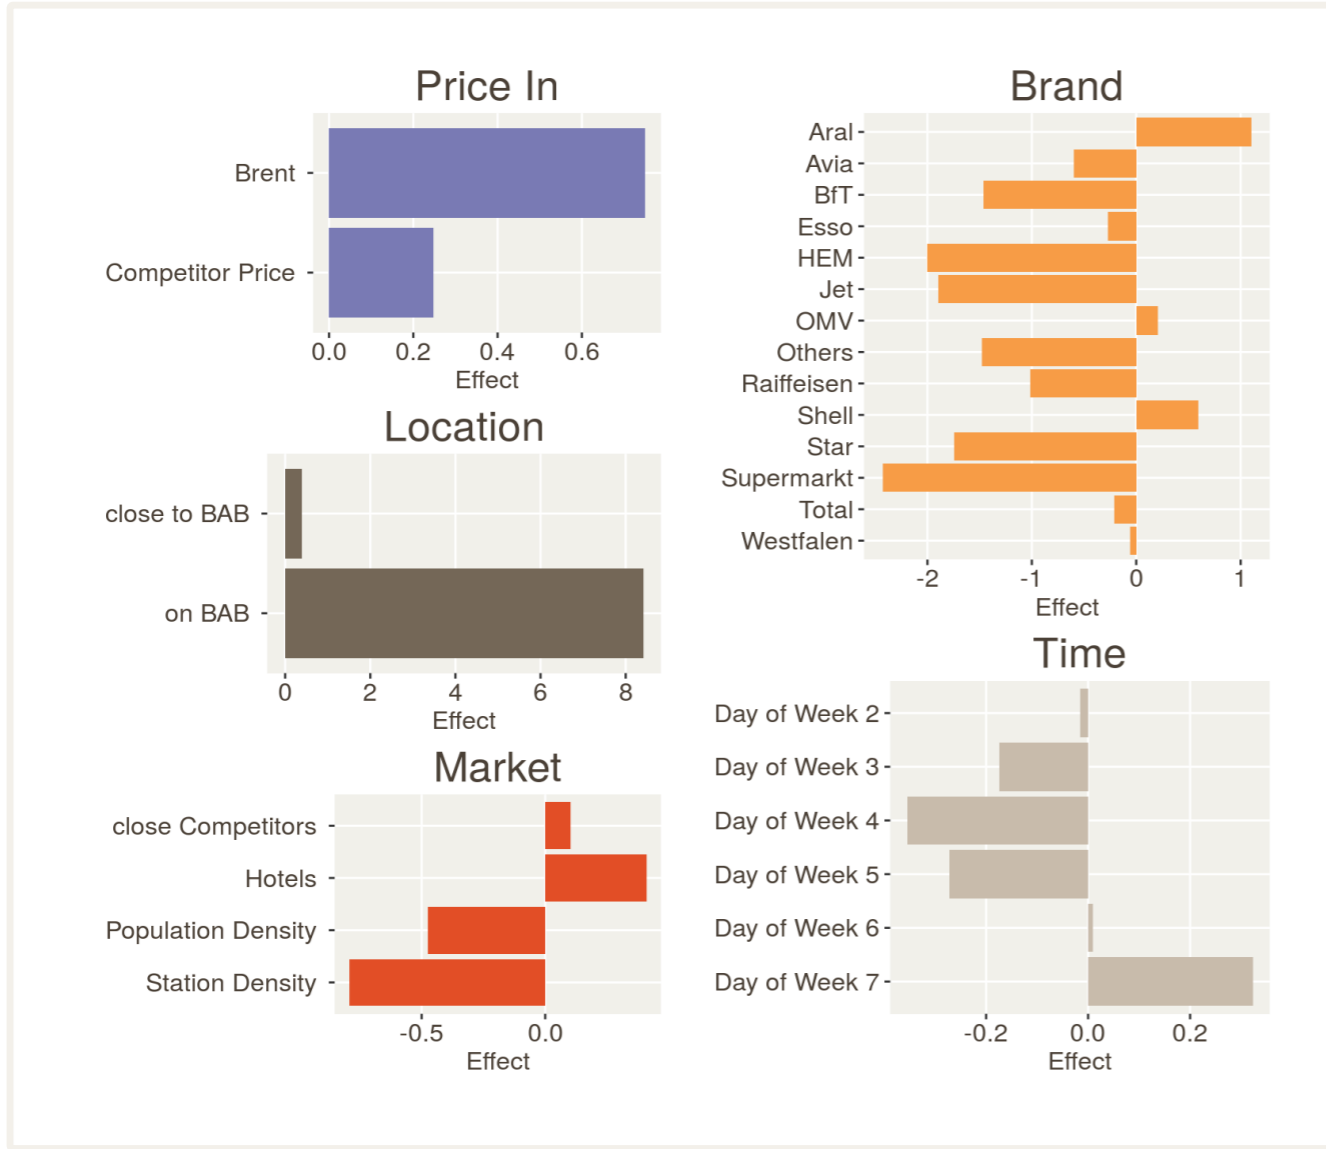 Price In
Brent
Competitor Price
0.0 0.2 0.4 0.6
Effect
Location
close to BAB
on BAB
0 2 4 6 8
Effect
Market
close Competitors
Hotels
Population Density
Station Density
-0.5 0.0
Effect
Brand
Aral
Avia
BfT
Esso
HEM
Jet
OMV
Others
Raiffeisen
Shell
Star
Supermarkt
Total
Westfalen
-2 -1 0 1
Effect
Time
Day of Week 2
Day of Week 3
Day of Week 4
Day of Week 5
Day of Week 6
Day of Week 7
-0.2 0.0 0.2
Effect